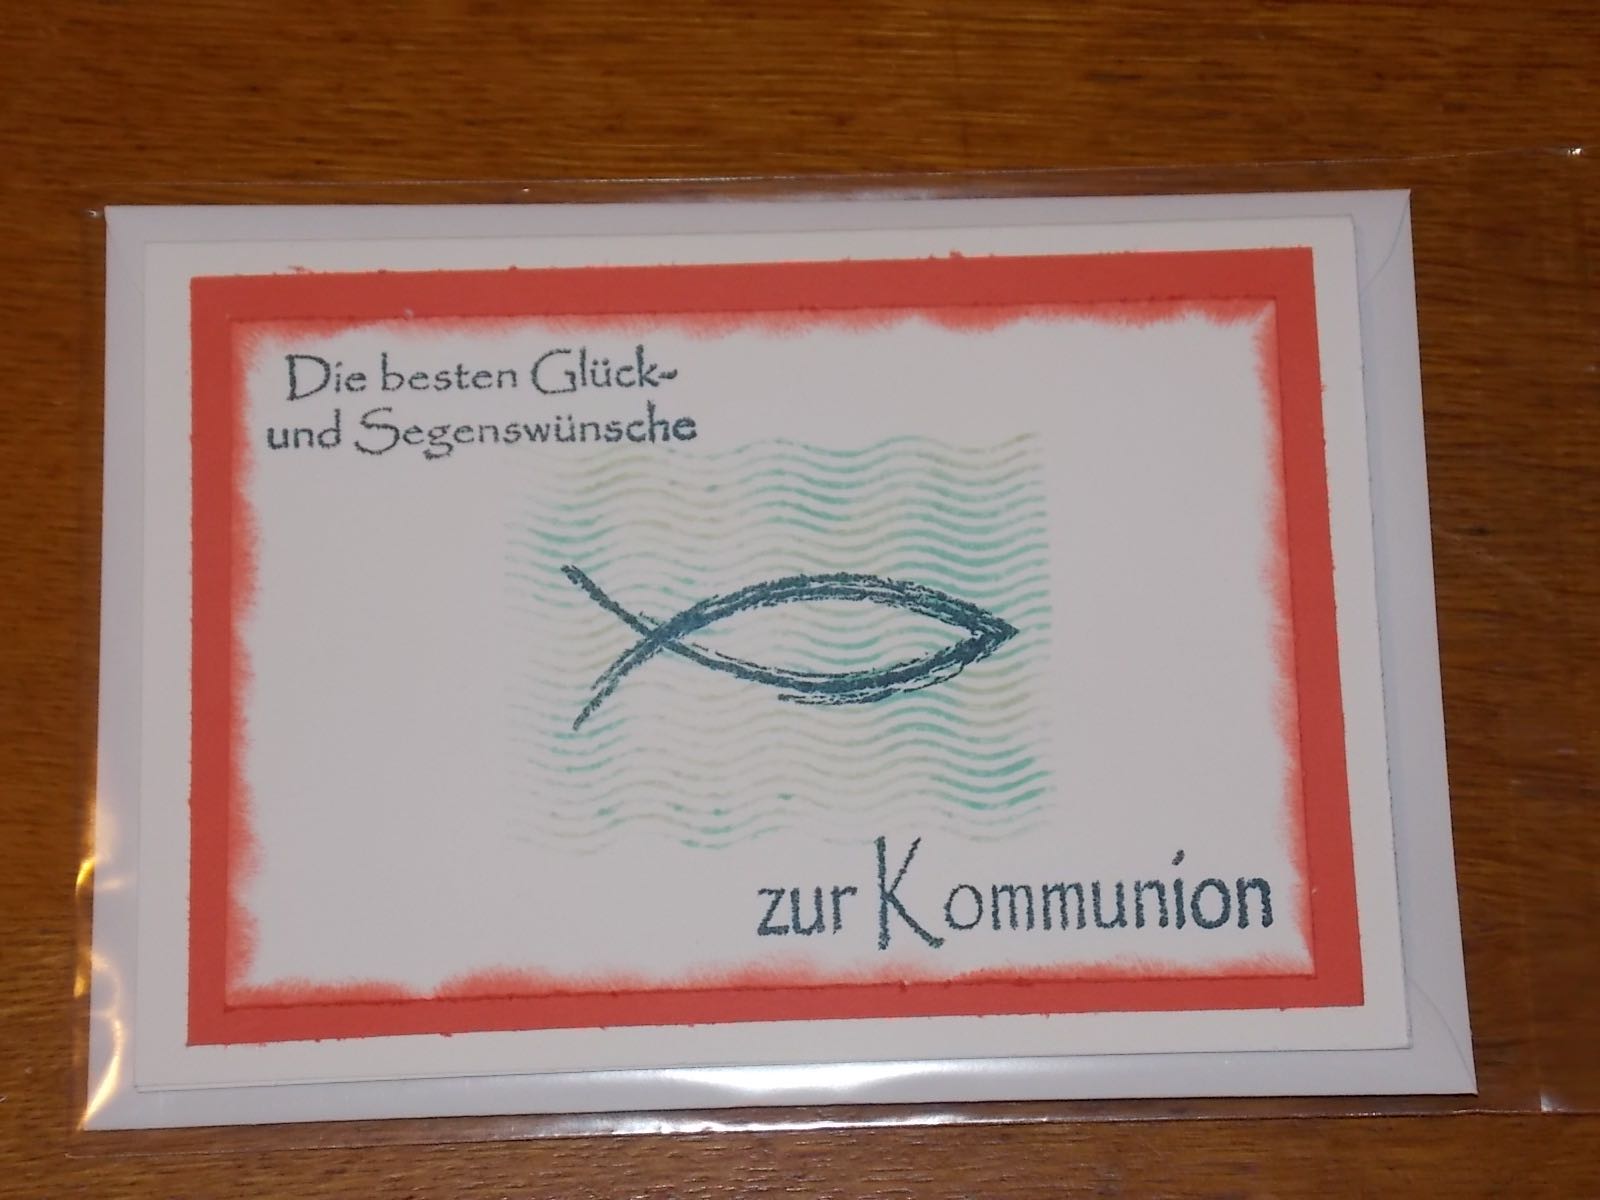 Die besten Glück-
und Segenswünsche
zur Kommunion